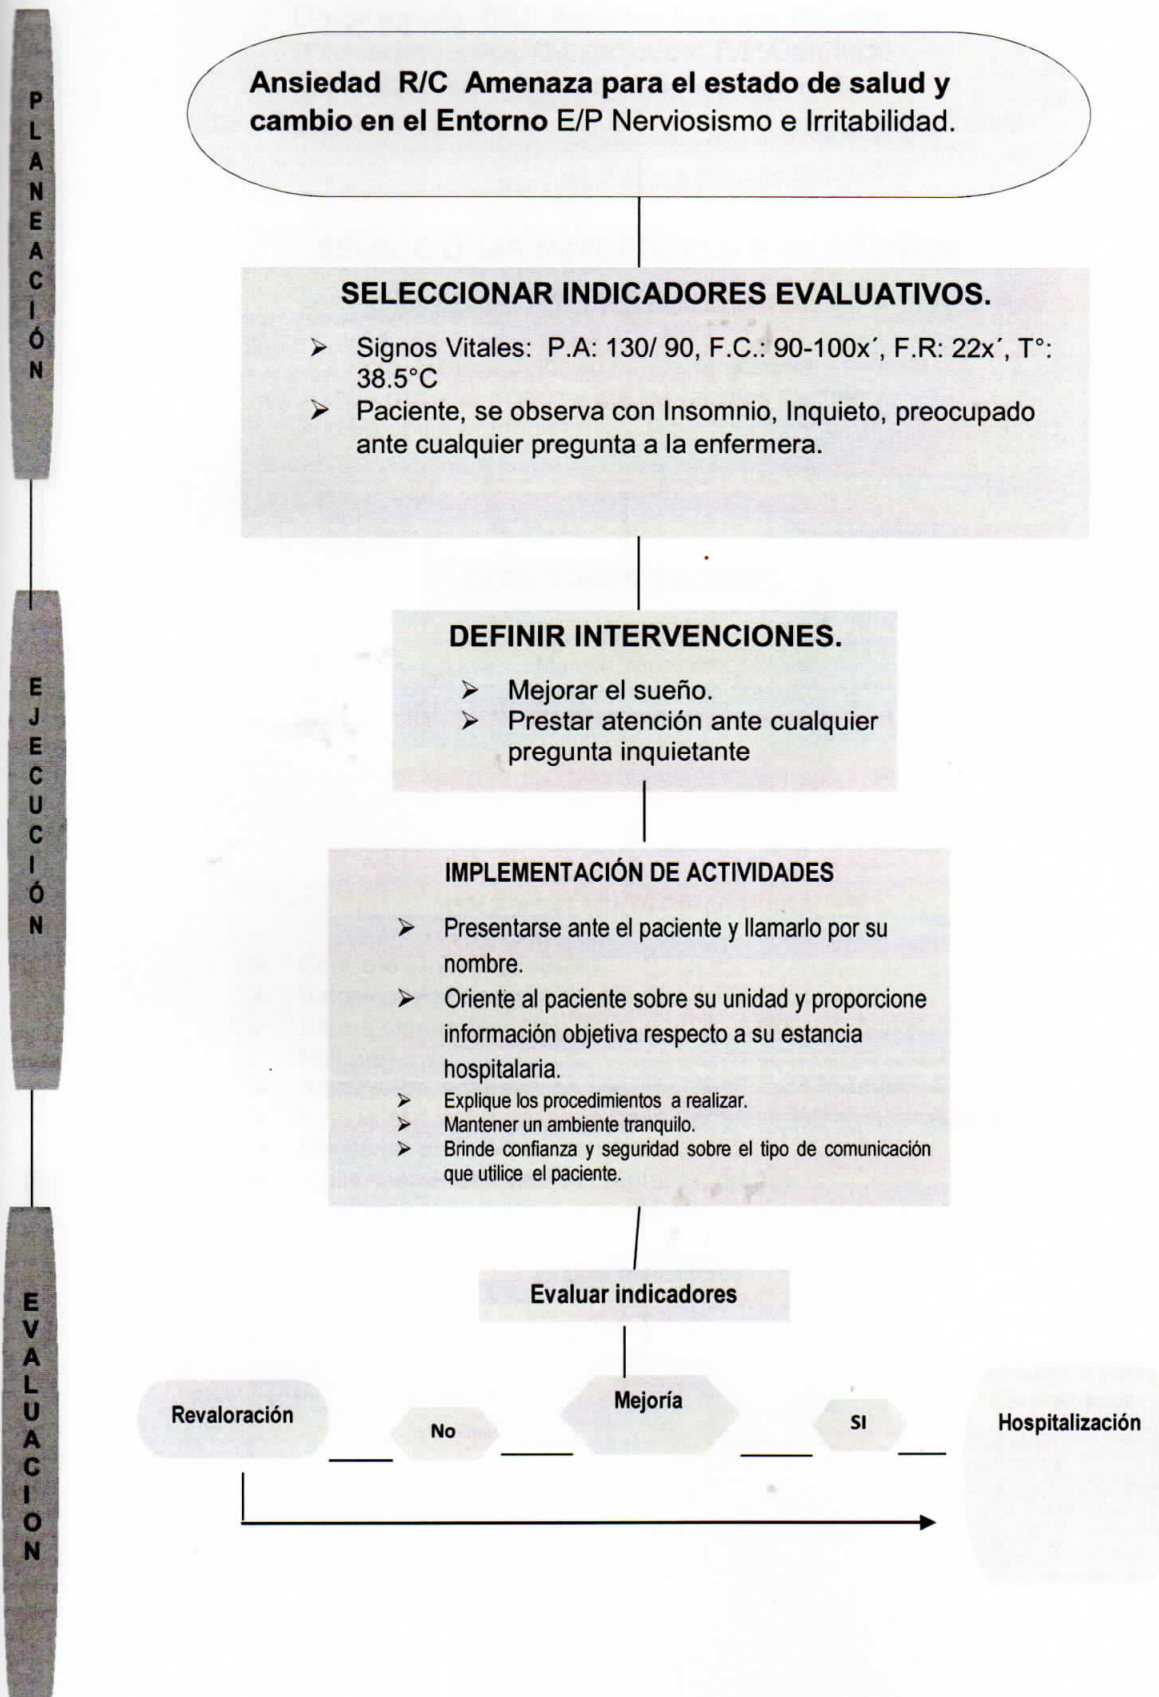 PLANEACIÓN
Ansiedad R/C Amenaza para el estado de salud y
cambio en el Entorno E/P Nerviosismo e Irritabilidad.
SELECCIONAR INDICADORES EVALUATIVOS.
➢ Signos Vitales: P.A: 130/ 90, F.C.: 90-100x´, F.R: 22x´, T°:
38.5°C
➢ Paciente, se observa con Insomnio, Inquieto, preocupado
ante cualquier pregunta a la enfermera.
EJECUCIÓN
DEFINIR INTERVENCIONES.
➢ Mejorar el sueño.
➢ Prestar atención ante cualquier
pregunta inquietante
IMPLEMENTACIÓN DE ACTIVIDADES
➢ Presentarse ante el paciente y llamarlo por su
nombre.
➢ Oriente al paciente sobre su unidad y proporcione
información objetiva respecto a su estancia
hospitalaria.
➢ Explique los procedimientos a realizar.
➢ Mantener un ambiente tranquilo.
➢ Brinde confianza y seguridad sobre el tipo de comunicación
que utilice el paciente.
EVALUACION
Evaluar indicadores
Revaloración
No
Mejoría
SI
Hospitalización